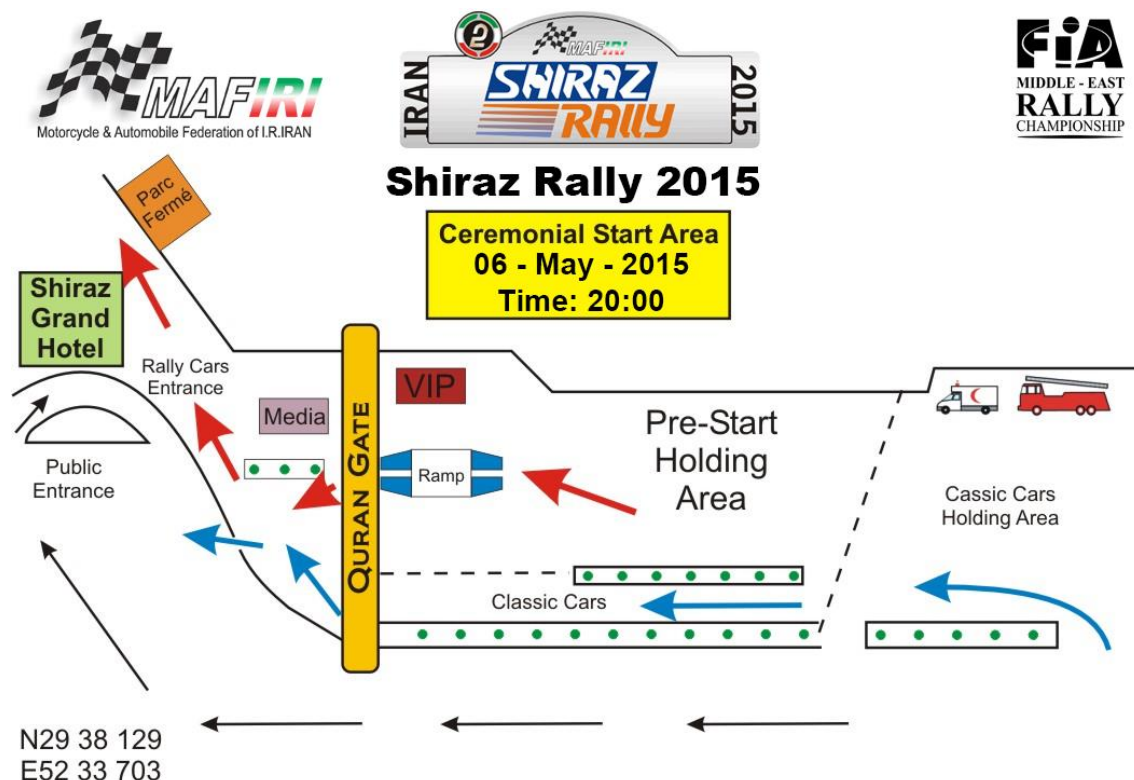 MAFIRI
Motorcycle & Automobile Federation of I.R.IRAN
2
MAFIRI
SHIRAZ
RALLY
IRAN
2015
FiA
MIDDLE - EAST
RALLY
CHAMPIONSHIP
Shiraz Rally 2015
Ceremonial Start Area
06 - May - 2015
Time: 20:00
Parc
Fermé
Shiraz
Grand
Hotel
Rally Cars
Entrance
Media
VIP
QURAN GATE
Ramp
Pre-Start
Holding
Area
Public
Entrance
Cassic Cars
Holding Area
Classic Cars
N29 38 129
E52 33 703